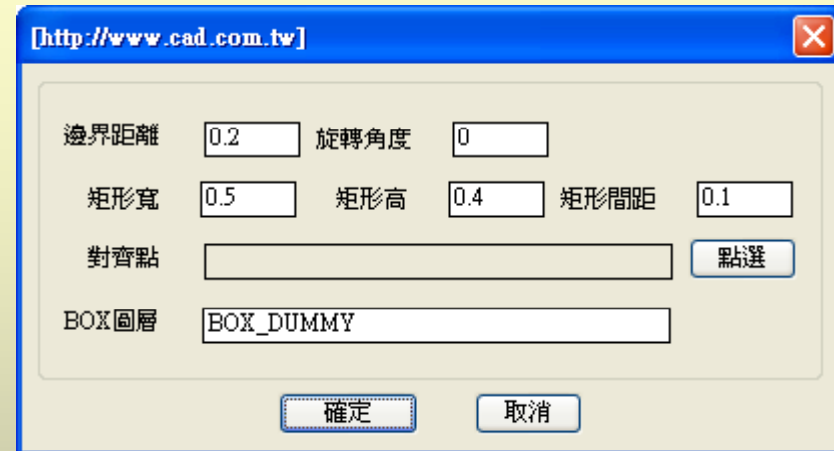 [http://www.cad.com.tw]
邊界距離 0.2 旋轉角度 0
矩形寬 0.5 矩形高 0.4 矩形間距 0.1
對齊點 點選
BOX圖層 BOX_DUMMY
確定 取消